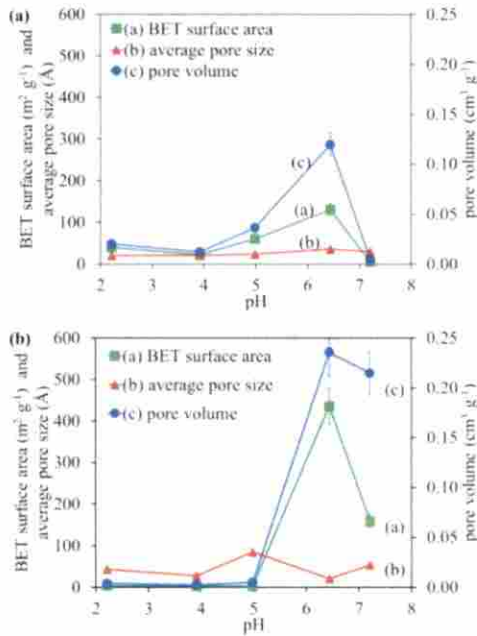 (a)
600
500
400
300
200
100
0
BET surface area (m² g⁻¹) and
average pore size (Å)
(a) BET surface area
(b) average pore size
(c) pore volume
(c)
(a)
(b)
0.25
0.20
0.15
0.10
0.05
0.00
pore volume (cm³ g⁻¹)
2 3 4 5 6 7 8
pH
(b)
600
500
400
300
200
100
0
BET surface area (m² g⁻¹) and
average pore size (Å)
(a) BET surface area
(b) average pore size
(c) pore volume
(c)
(a)
(b)
0.25
0.20
0.15
0.10
0.05
0.00
pore volume (cm³ g⁻¹)
2 3 4 5 6 7 8
pH